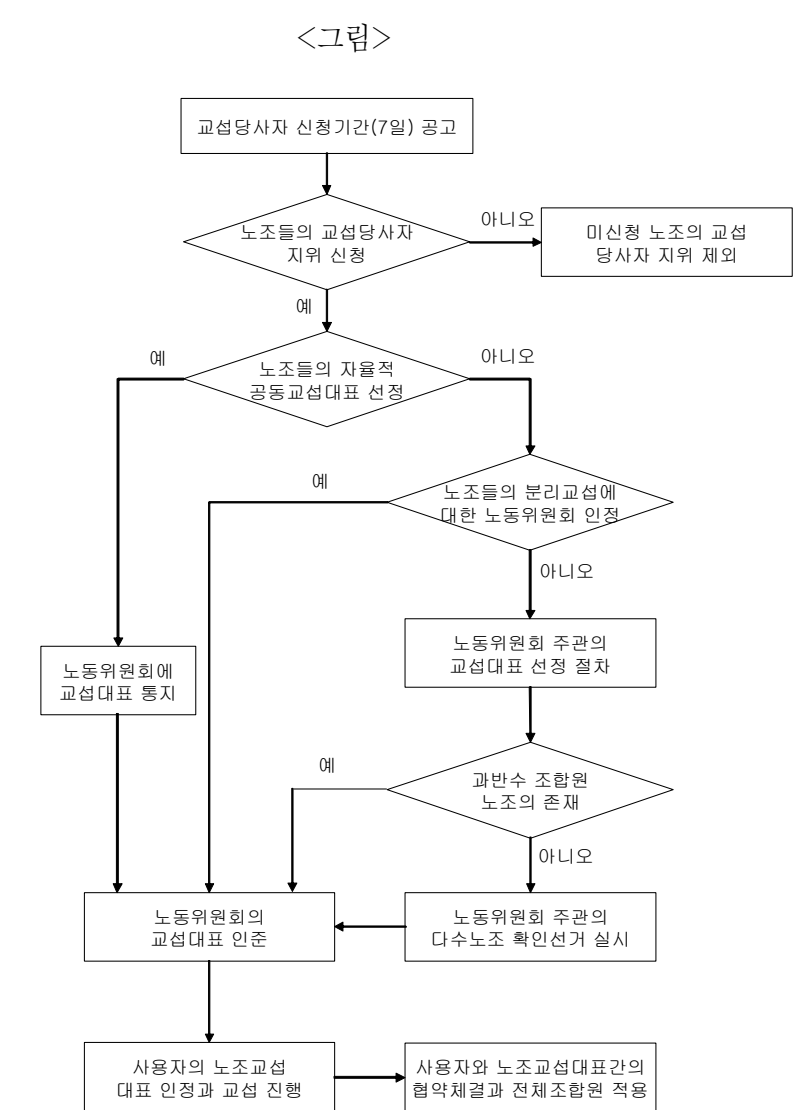 <그림>
교섭당사자 신청기간(7일) 공고
노조들의 교섭당사자
지위 신청
아니오
미신청 노조의 교섭
당사자 지위 제외
예
노조들의 자율적
공동교섭대표 선정
예
아니오
노조들의 분리교섭에
대한 노동위원회 인정
예
아니오
노동위원회에
교섭대표 통지
노동위원회 주관의
교섭대표 선정 절차
과반수 조합원
노조의 존재
예
아니오
노동위원회의
교섭대표 인준
노동위원회 주관의
다수노조 확인선거 실시
사용자의 노조교섭
대표 인정과 교섭 진행
사용자와 노조교섭대표간의
협약체결과 전체조합원 적용